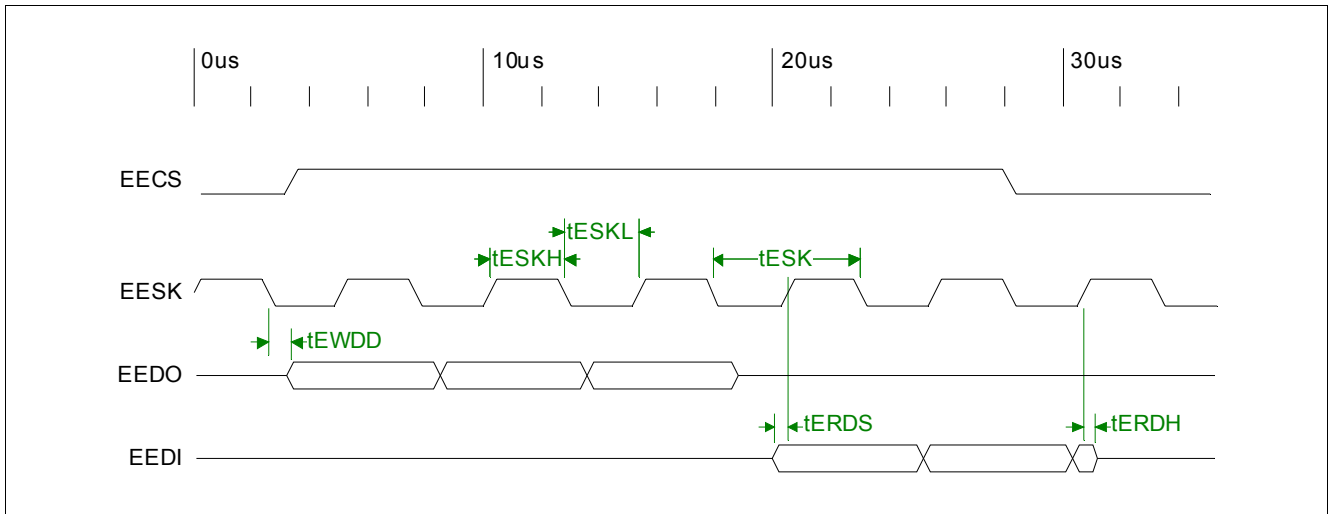 0us 10us 20us 30us
EECS
tESKL
tESKH tESK
EESK
tEWDD
EEDO
tERDS tERDH
EEDI